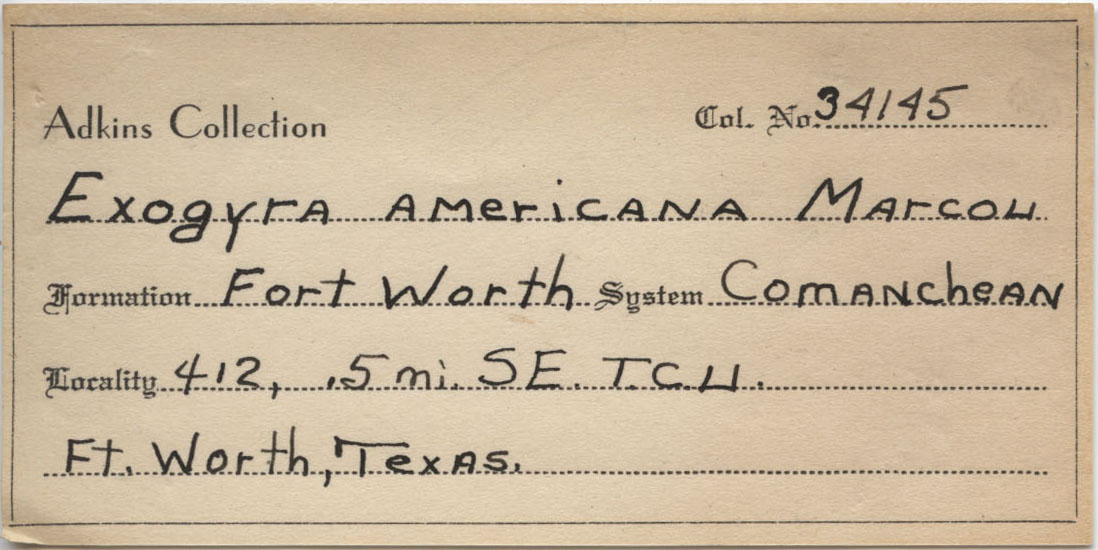 Adkins Collection Col. No. 34145
Exogyra americana Marcou
Formation Fort Worth System Comanchean
Locality 412, .5 mi. SE. T.C.U.
Ft. Worth, Texas.